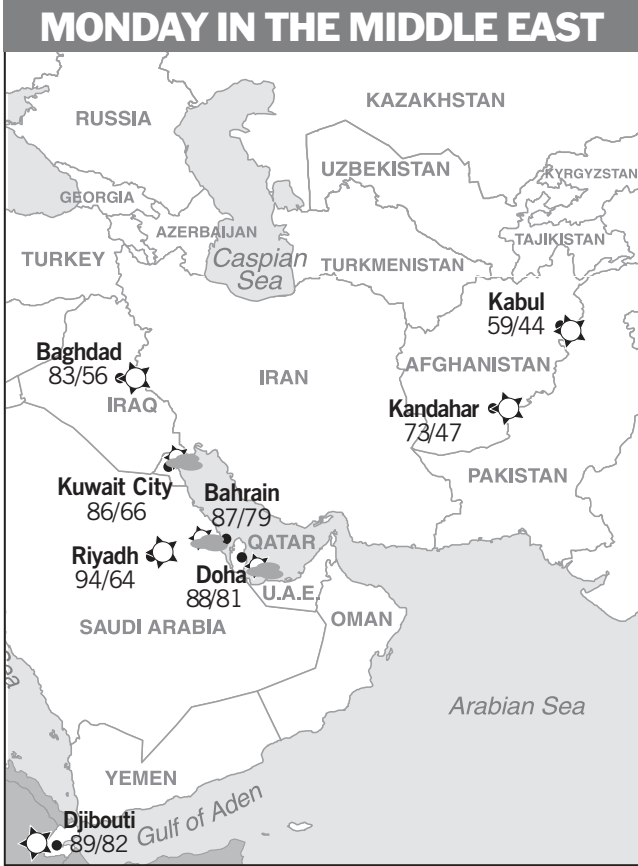 MONDAY IN THE MIDDLE EAST
KAZAKHSTAN
RUSSIA
UZBEKISTAN
KYRGYZSTAN
GEORGIA
AZERBAIJAN
TAJIKISTAN
TURKEY
Caspian
Sea
TURKMENISTAN
Kabul
59/44
Baghdad
83/56
IRAN
AFGHANISTAN
IRAQ
Kandahar
73/47
PAKISTAN
Kuwait City
86/66
Bahrain
87/79
QATAR
Riyadh
94/64
Doha
88/81
U.A.E.
SAUDI ARABIA
OMAN
Arabian Sea
YEMEN
Gulf of Aden
Djibouti
89/82